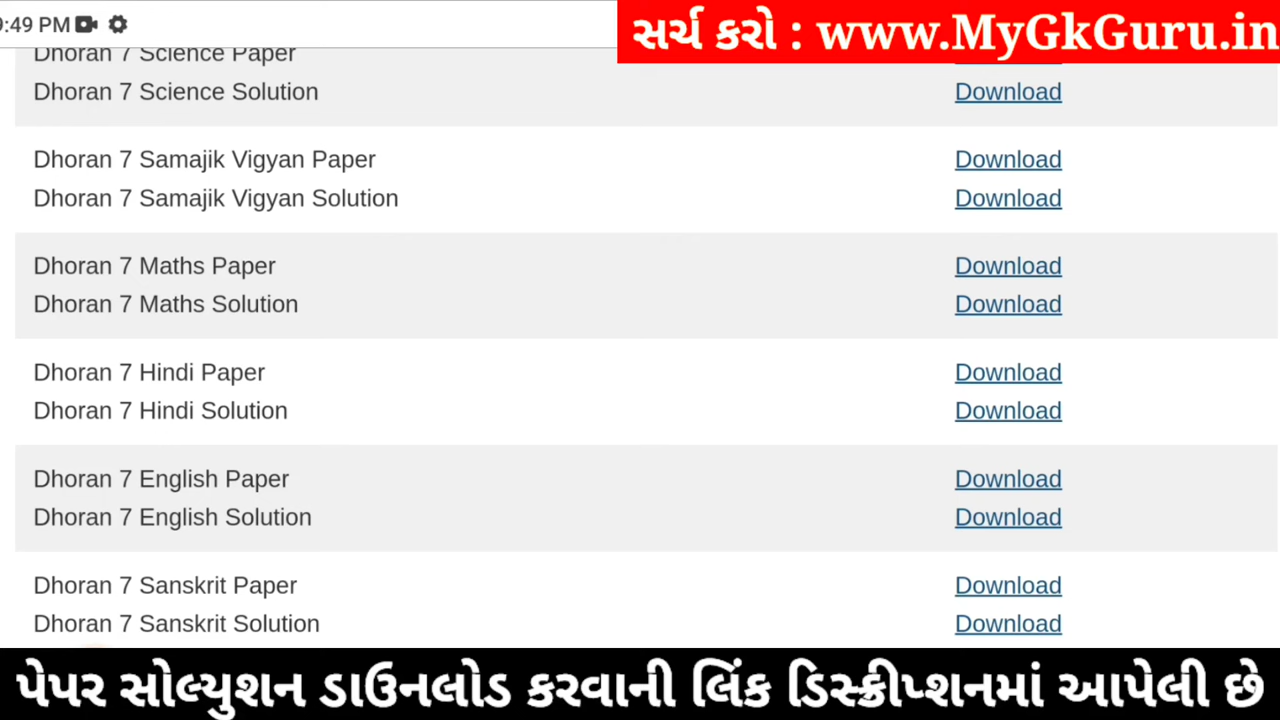 9:49 PM
સર્ચ કરો : www.MyGkGuru.in
Dhoran 7 Science Paper
Dhoran 7 Science Solution Download
Dhoran 7 Samajik Vigyan Paper Download
Dhoran 7 Samajik Vigyan Solution Download
Dhoran 7 Maths Paper Download
Dhoran 7 Maths Solution Download
Dhoran 7 Hindi Paper Download
Dhoran 7 Hindi Solution Download
Dhoran 7 English Paper Download
Dhoran 7 English Solution Download
Dhoran 7 Sanskrit Paper Download
Dhoran 7 Sanskrit Solution Download
પેપર સોલ્યુશન ડાઉનલોડ કરવાની લિંક ડિસ્ક્રીપ્શનમાં આપેલી છે